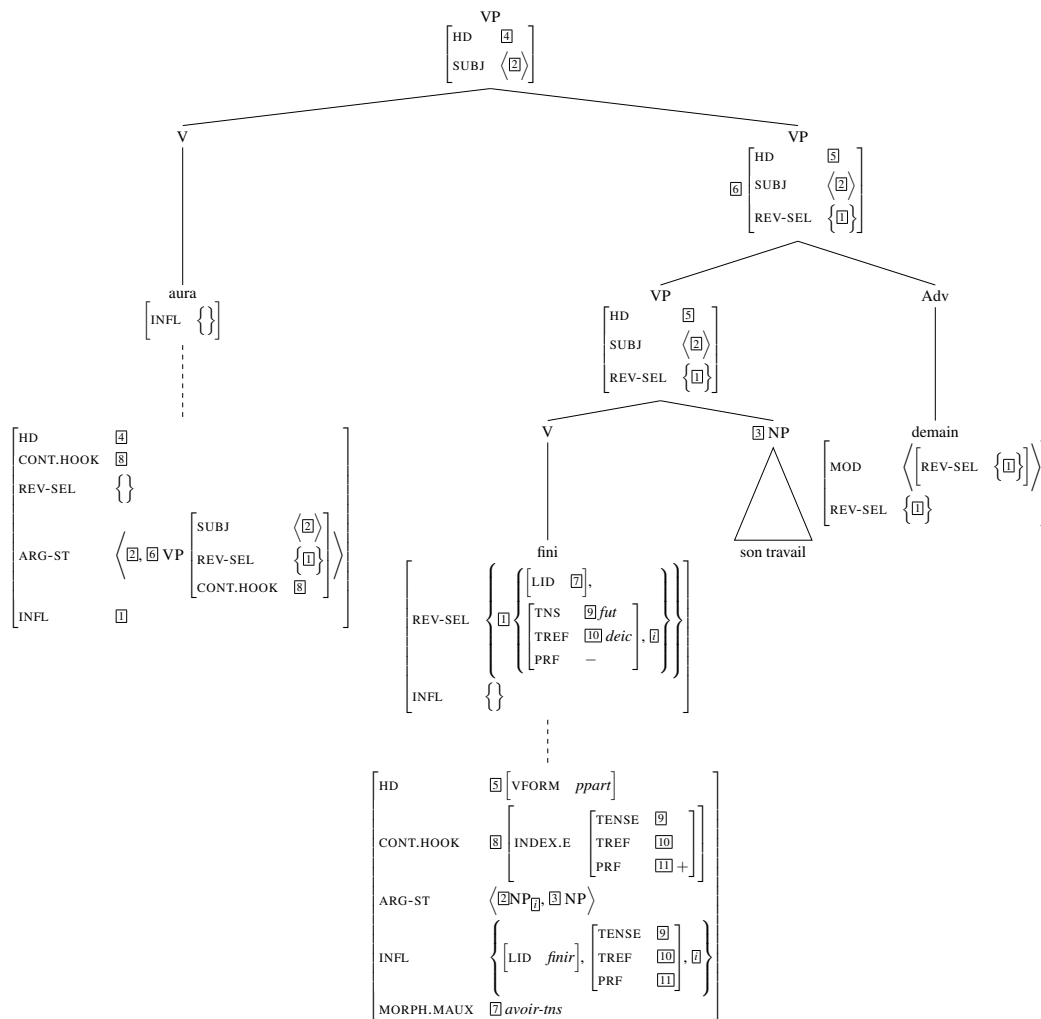 VP
HD 4
SUBJ ⟨2⟩
V VP
6 HD 5
SUBJ ⟨2⟩
REV-SEL {1}
aura
INFL {}
VP Adv
HD 5
SUBJ ⟨2⟩
REV-SEL {1}
V 3 NP demain
MOD ⟨[REV-SEL {1}]⟩
REV-SEL {1}
HD 4
CONT.HOOK 8
REV-SEL {}
ARG-ST ⟨2, 6 VP [SUBJ ⟨2⟩
REV-SEL {1}
CONT.HOOK 8]⟩
INFL 1
fini son travail
REV-SEL {1{[LID 7],
[TNS 9 fut
TREF 10 deic
PRF −], i}}
INFL {}
HD 5 [VFORM ppart]
CONT.HOOK 8 [INDEX.E [TENSE 9
TREF 10
PRF 11 +]]
ARG-ST ⟨2NPi, 3 NP⟩
INFL {[LID finir], [TENSE 9
TREF 10
PRF 11], i}
MORPH.MAUX 7 avoir-tns